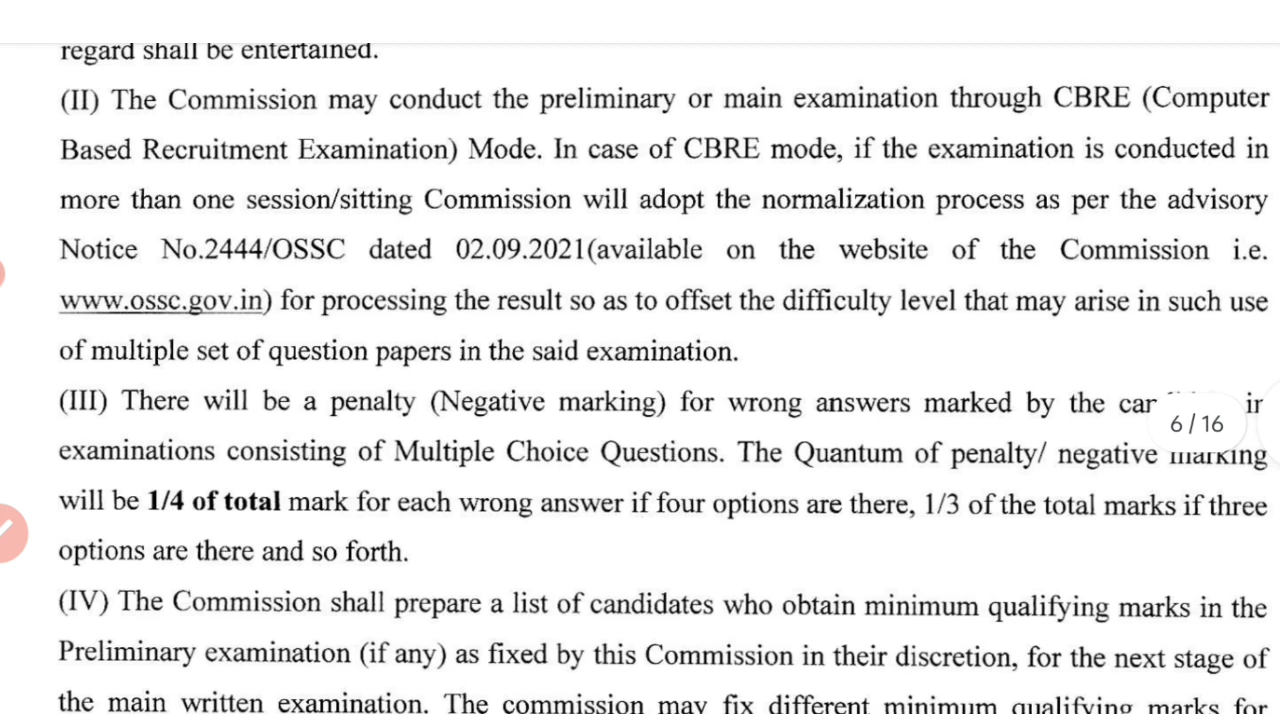 regard shall be entertained.
(II) The Commission may conduct the preliminary or main examination through CBRE (Computer
Based Recruitment Examination) Mode. In case of CBRE mode, if the examination is conducted in
more than one session/sitting Commission will adopt the normalization process as per the advisory
Notice No.2444/OSSC dated 02.09.2021(available on the website of the Commission i.e.
www.ossc.gov.in) for processing the result so as to offset the difficulty level that may arise in such use
of multiple set of question papers in the said examination.
(III) There will be a penalty (Negative marking) for wrong answers marked by the
6/16
examinations consisting of Multiple Choice Questions. The Quantum of penalty/ negative marking
will be 1/4 of total mark for each wrong answer if four options are there, 1/3 of the total marks if three
options are there and so forth.
(IV) The Commission shall prepare a list of candidates who obtain minimum qualifying marks in the
Preliminary examination (if any) as fixed by this Commission in their discretion, for the next stage of
the main written examination. The commission may fix different minimum qualifying marks for